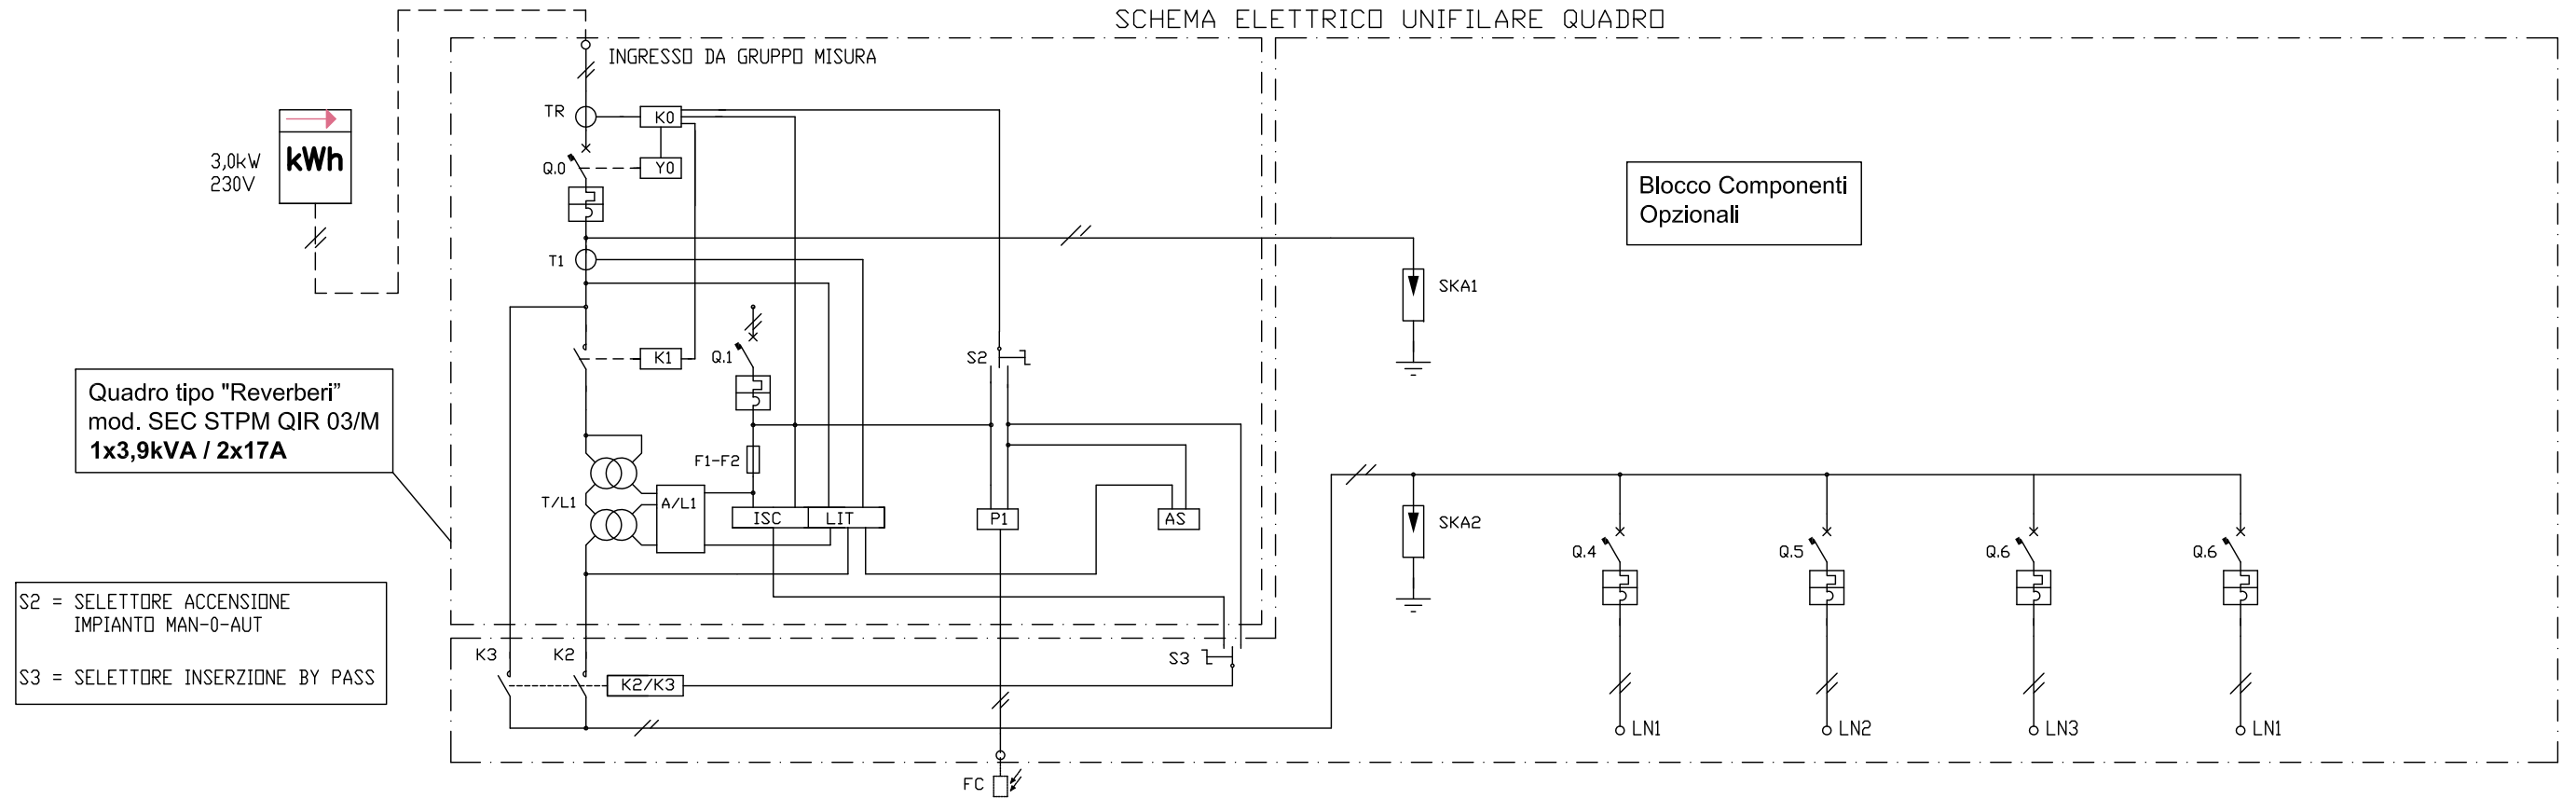 SCHEMA ELETTRICO UNIFILARE QUADRO
INGRESSO DA GRUPPO MISURA
TR
K0
3,0kW
230V
kWh
Q.0
Y0
Blocco Componenti
Opzionali
T1
SKA1
K1
Q.1
S2
Quadro tipo "Reverberi”
mod. SEC STPM QIR 03/M
1x3,9kVA / 2x17A
F1-F2
T/L1
A/L1
ISC
LIT
P1
AS
SKA2
Q.4
Q.5
Q.6
Q.6
S2 = SELETTORE ACCENSIONE
IMPIANTO MAN-0-AUT
S3 = SELETTORE INSERZIONE BY PASS
K3
K2
S3
K2/K3
LN1
LN2
LN3
LN1
FC